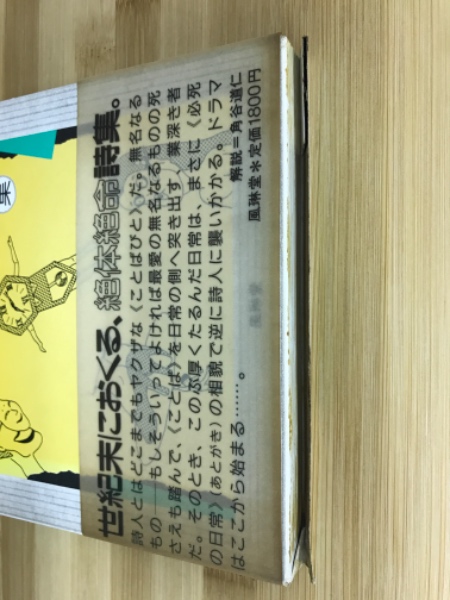 集
世紀末におくる、絶体絶命詩集。
詩人とはどこまでもヤクザな〈ことばびと〉だ。無名なる
もの――もしそういってよければ最愛の無名なるものの死
さえも踏んで、〈ことば〉を日常の側へ突き出す業深き者
だ。そのとき、このぶ厚くたるんだ日常は、まさに〈必死
の日常〉(あとがき)の相貌で逆に詩人に襲いかかる。ドラマ
はここから始まる……。
解説＝角谷道仁
風琳堂＊定価1800円